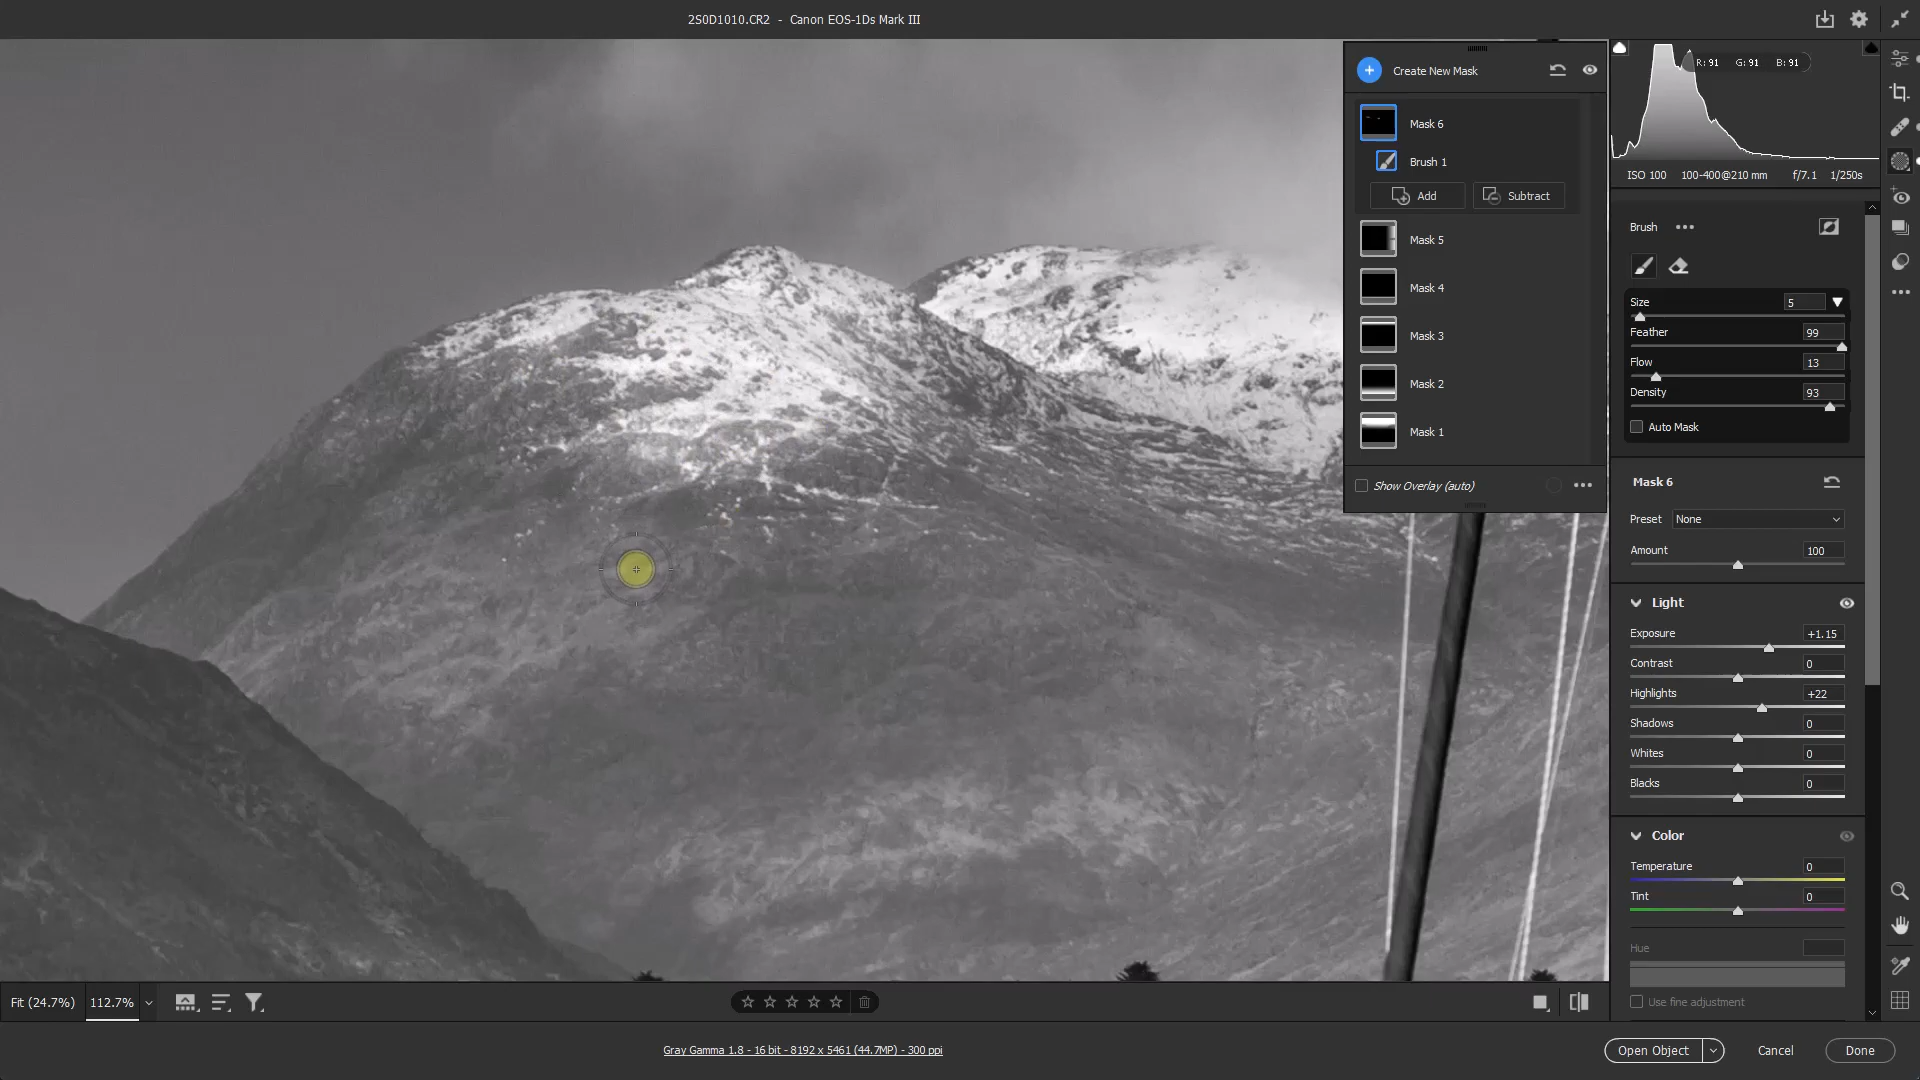 2S0D1010.CR2 - Canon EOS-1Ds Mark III
Create New Mask
Mask 6
Brush 1
Add Subtract
Mask 5
Mask 4
Mask 3
Mask 2
Mask 1
Show Overlay (auto)
R: 91 G: 91 B: 91
ISO 100 100-400@210 mm f/7.1 1/250s
Brush
Size 5
Feather 99
Flow 13
Density 93
Auto Mask
Mask 6
Preset None
Amount 100
Light
Exposure +1.15
Contrast 0
Highlights +22
Shadows 0
Whites 0
Blacks 0
Color
Temperature 0
Tint 0
Hue
Use fine adjustment
Fit (24.7%) 112.7%
Gray Gamma 1.8 - 16 bit - 8192 x 5461 (44.7MP) - 300 ppi
Open Object Cancel Done